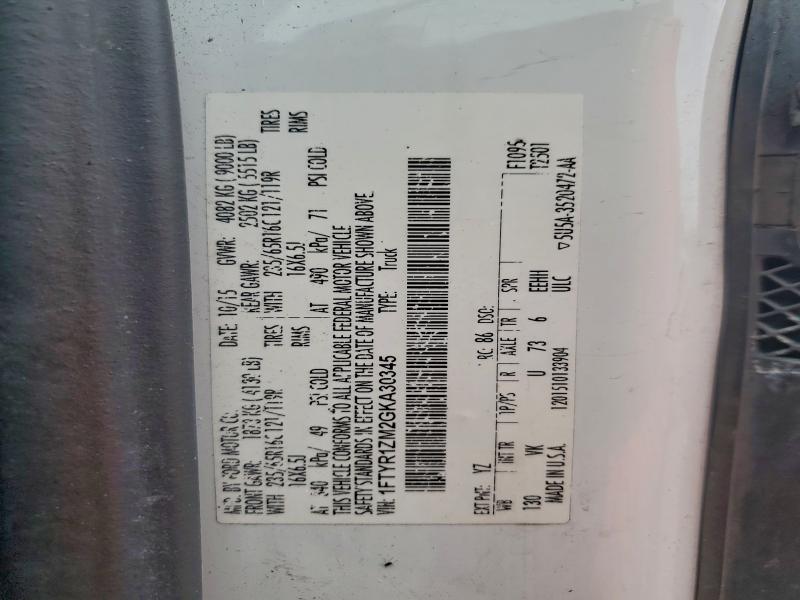 MFD. BY FORD MOTOR CO. DATE: 10/15 GVWR: 4082 KG ( 9000 LB)
FRONT GAWR: 1873 KG ( 4130 LB) REAR GAWR: 2502 KG ( 5515 LB)
WITH 235/65R16C 121/119R TIRES WITH 235/65R16C 121/119R TIRES
16X6.5J RIMS 16X6.5J RIMS
AT 340 kPa/ 49 PSI COLD AT 490 kPa/ 71 PSI COLD
THIS VEHICLE CONFORMS TO ALL APPLICABLE FEDERAL MOTOR VEHICLE
SAFETY STANDARDS IN EFFECT ON THE DATE OF MANUFACTURE SHOWN ABOVE.
VIN: 1FTYR1ZM2GKA30345 TYPE: Truck
EXT PNT: YZ RC: 86 DSO: F1095
WB INT TR TP/PS R AXLE TR SPR T2501
130 VK U 73 6 EEHH
MADE IN U.S.A. 1201510133904 ULC 5U5A-3520472-AA